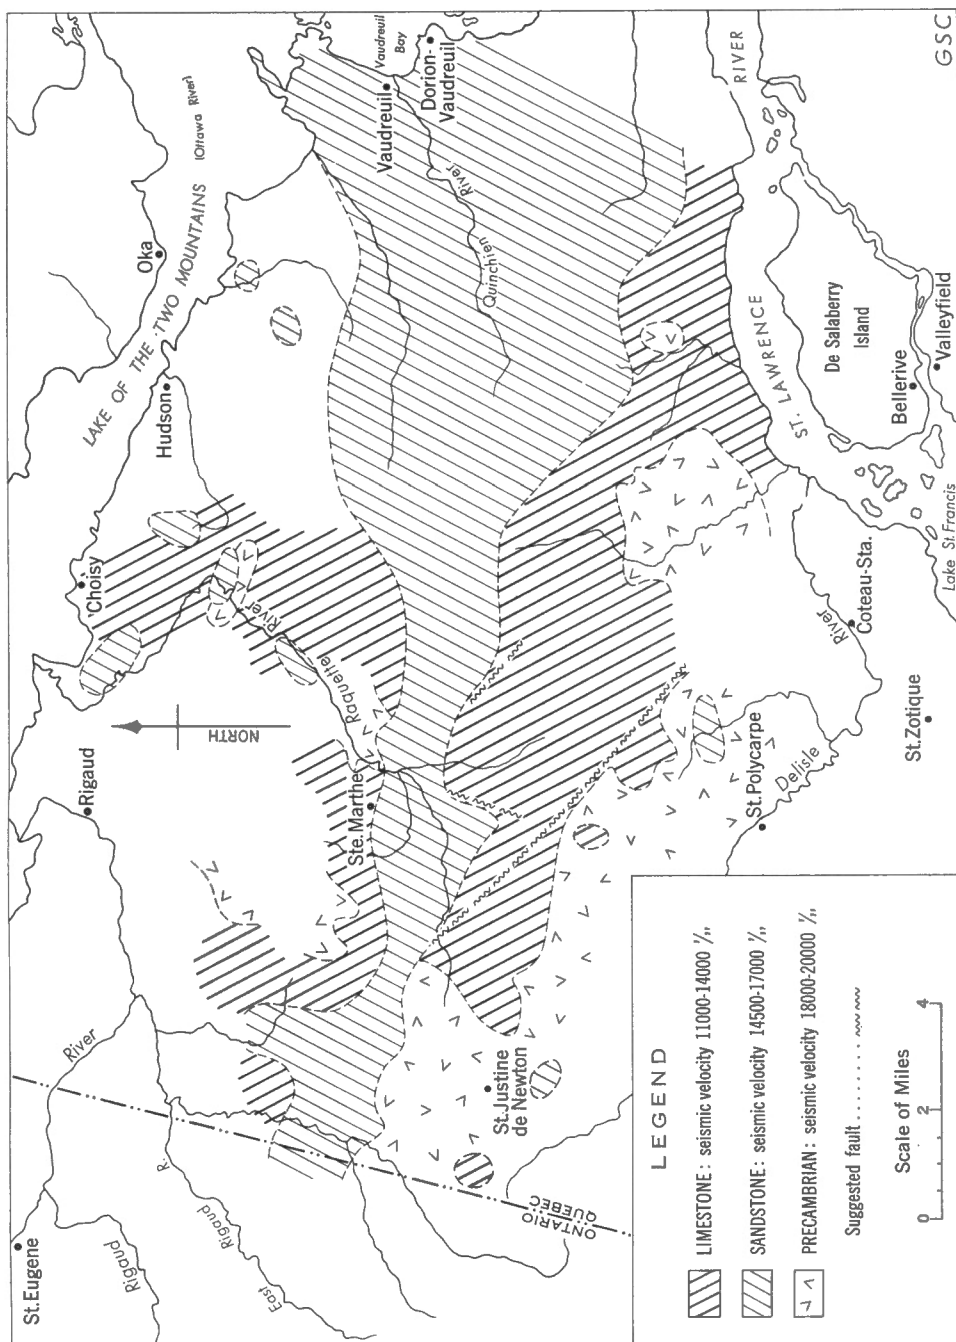 St.Eugene
Rigaud
East
Rigaud
R.
River
ONTARIO
QUEBEC
Rigaud
NORTH
Choisy
Hudson
Oka
LAKE OF THE TWO MOUNTAINS
(Ottawa River)
Vaudreuil
Bay
Vaudreuil
Dorion-
Vaudreuil
Quinchien
River
Raquette
River
Ste.Marthe
St.Justine
de Newton
St.Polycarpe
Delisle
River
Coteau-Sta.
St.Zotique
Lake St.Francis
ST. LAWRENCE
RIVER
De Salaberry
Island
Bellerive
Valleyfield
GSC
LEGEND
LIMESTONE: seismic velocity 11000-14000 '/,,
SANDSTONE: seismic velocity 14500-17000 '/,,
PRECAMBRIAN: seismic velocity 18000-20000 '/,,
Suggested fault.........
Scale of Miles
0 2 4